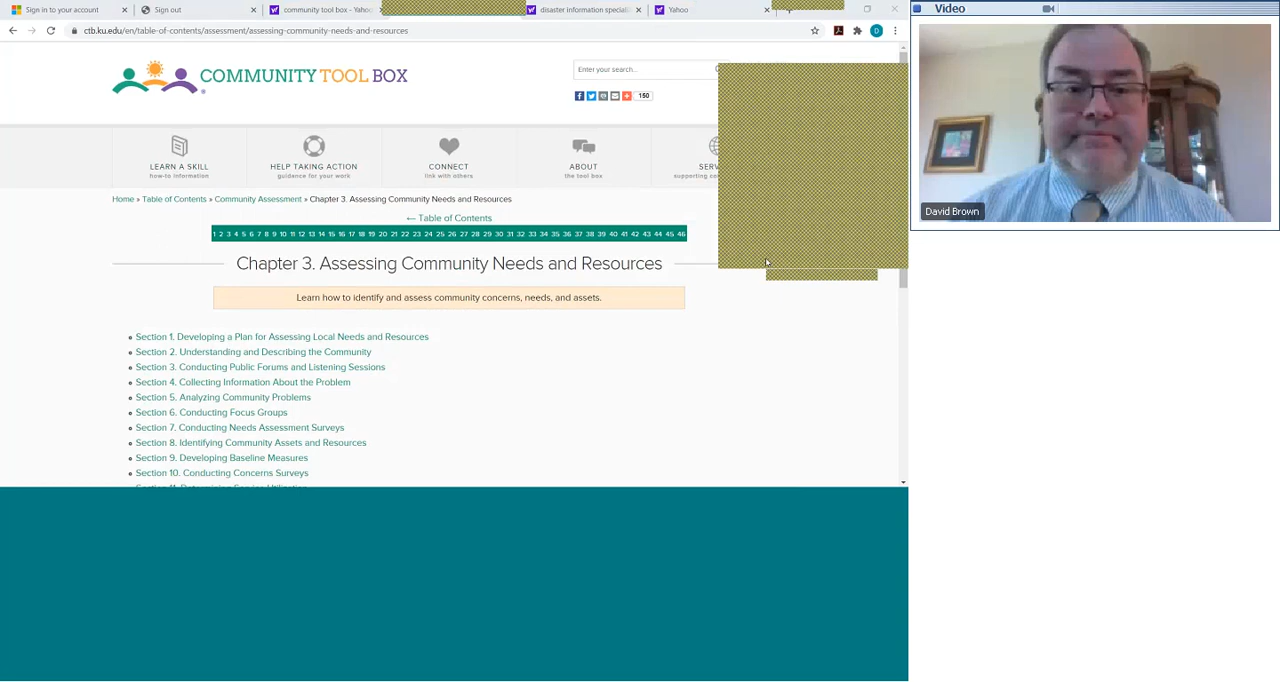 Sign in to your account
Sign out
community tool box - Yahoo
disaster information speciali
Yahoo
ctb.ku.edu/en/table-of-contents/assessment/assessing-community-needs-and-resources
D
COMMUNITY TOOL BOX
Enter your search..
150
LEARN A SKILL
how-to information
HELP TAKING ACTION
guidance for your work
CONNECT
link with others
ABOUT
the tool box
SERV
supporting co
Home » Table of Contents » Community Assessment » Chapter 3. Assessing Community Needs and Resources
← Table of Contents
1 2 3 4 5 6 7 8 9 10 11 12 13 14 15 16 17 18 19 20 21 22 23 24 25 26 27 28 29 30 31 32 33 34 35 36 37 38 39 40 41 42 43 44 45 46
Chapter 3. Assessing Community Needs and Resources
Learn how to identify and assess community concerns, needs, and assets.
Section 1. Developing a Plan for Assessing Local Needs and Resources
Section 2. Understanding and Describing the Community
Section 3. Conducting Public Forums and Listening Sessions
Section 4. Collecting Information About the Problem
Section 5. Analyzing Community Problems
Section 6. Conducting Focus Groups
Section 7. Conducting Needs Assessment Surveys
Section 8. Identifying Community Assets and Resources
Section 9. Developing Baseline Measures
Section 10. Conducting Concerns Surveys
Section 11. Determining Service Utilization
Video
David Brown